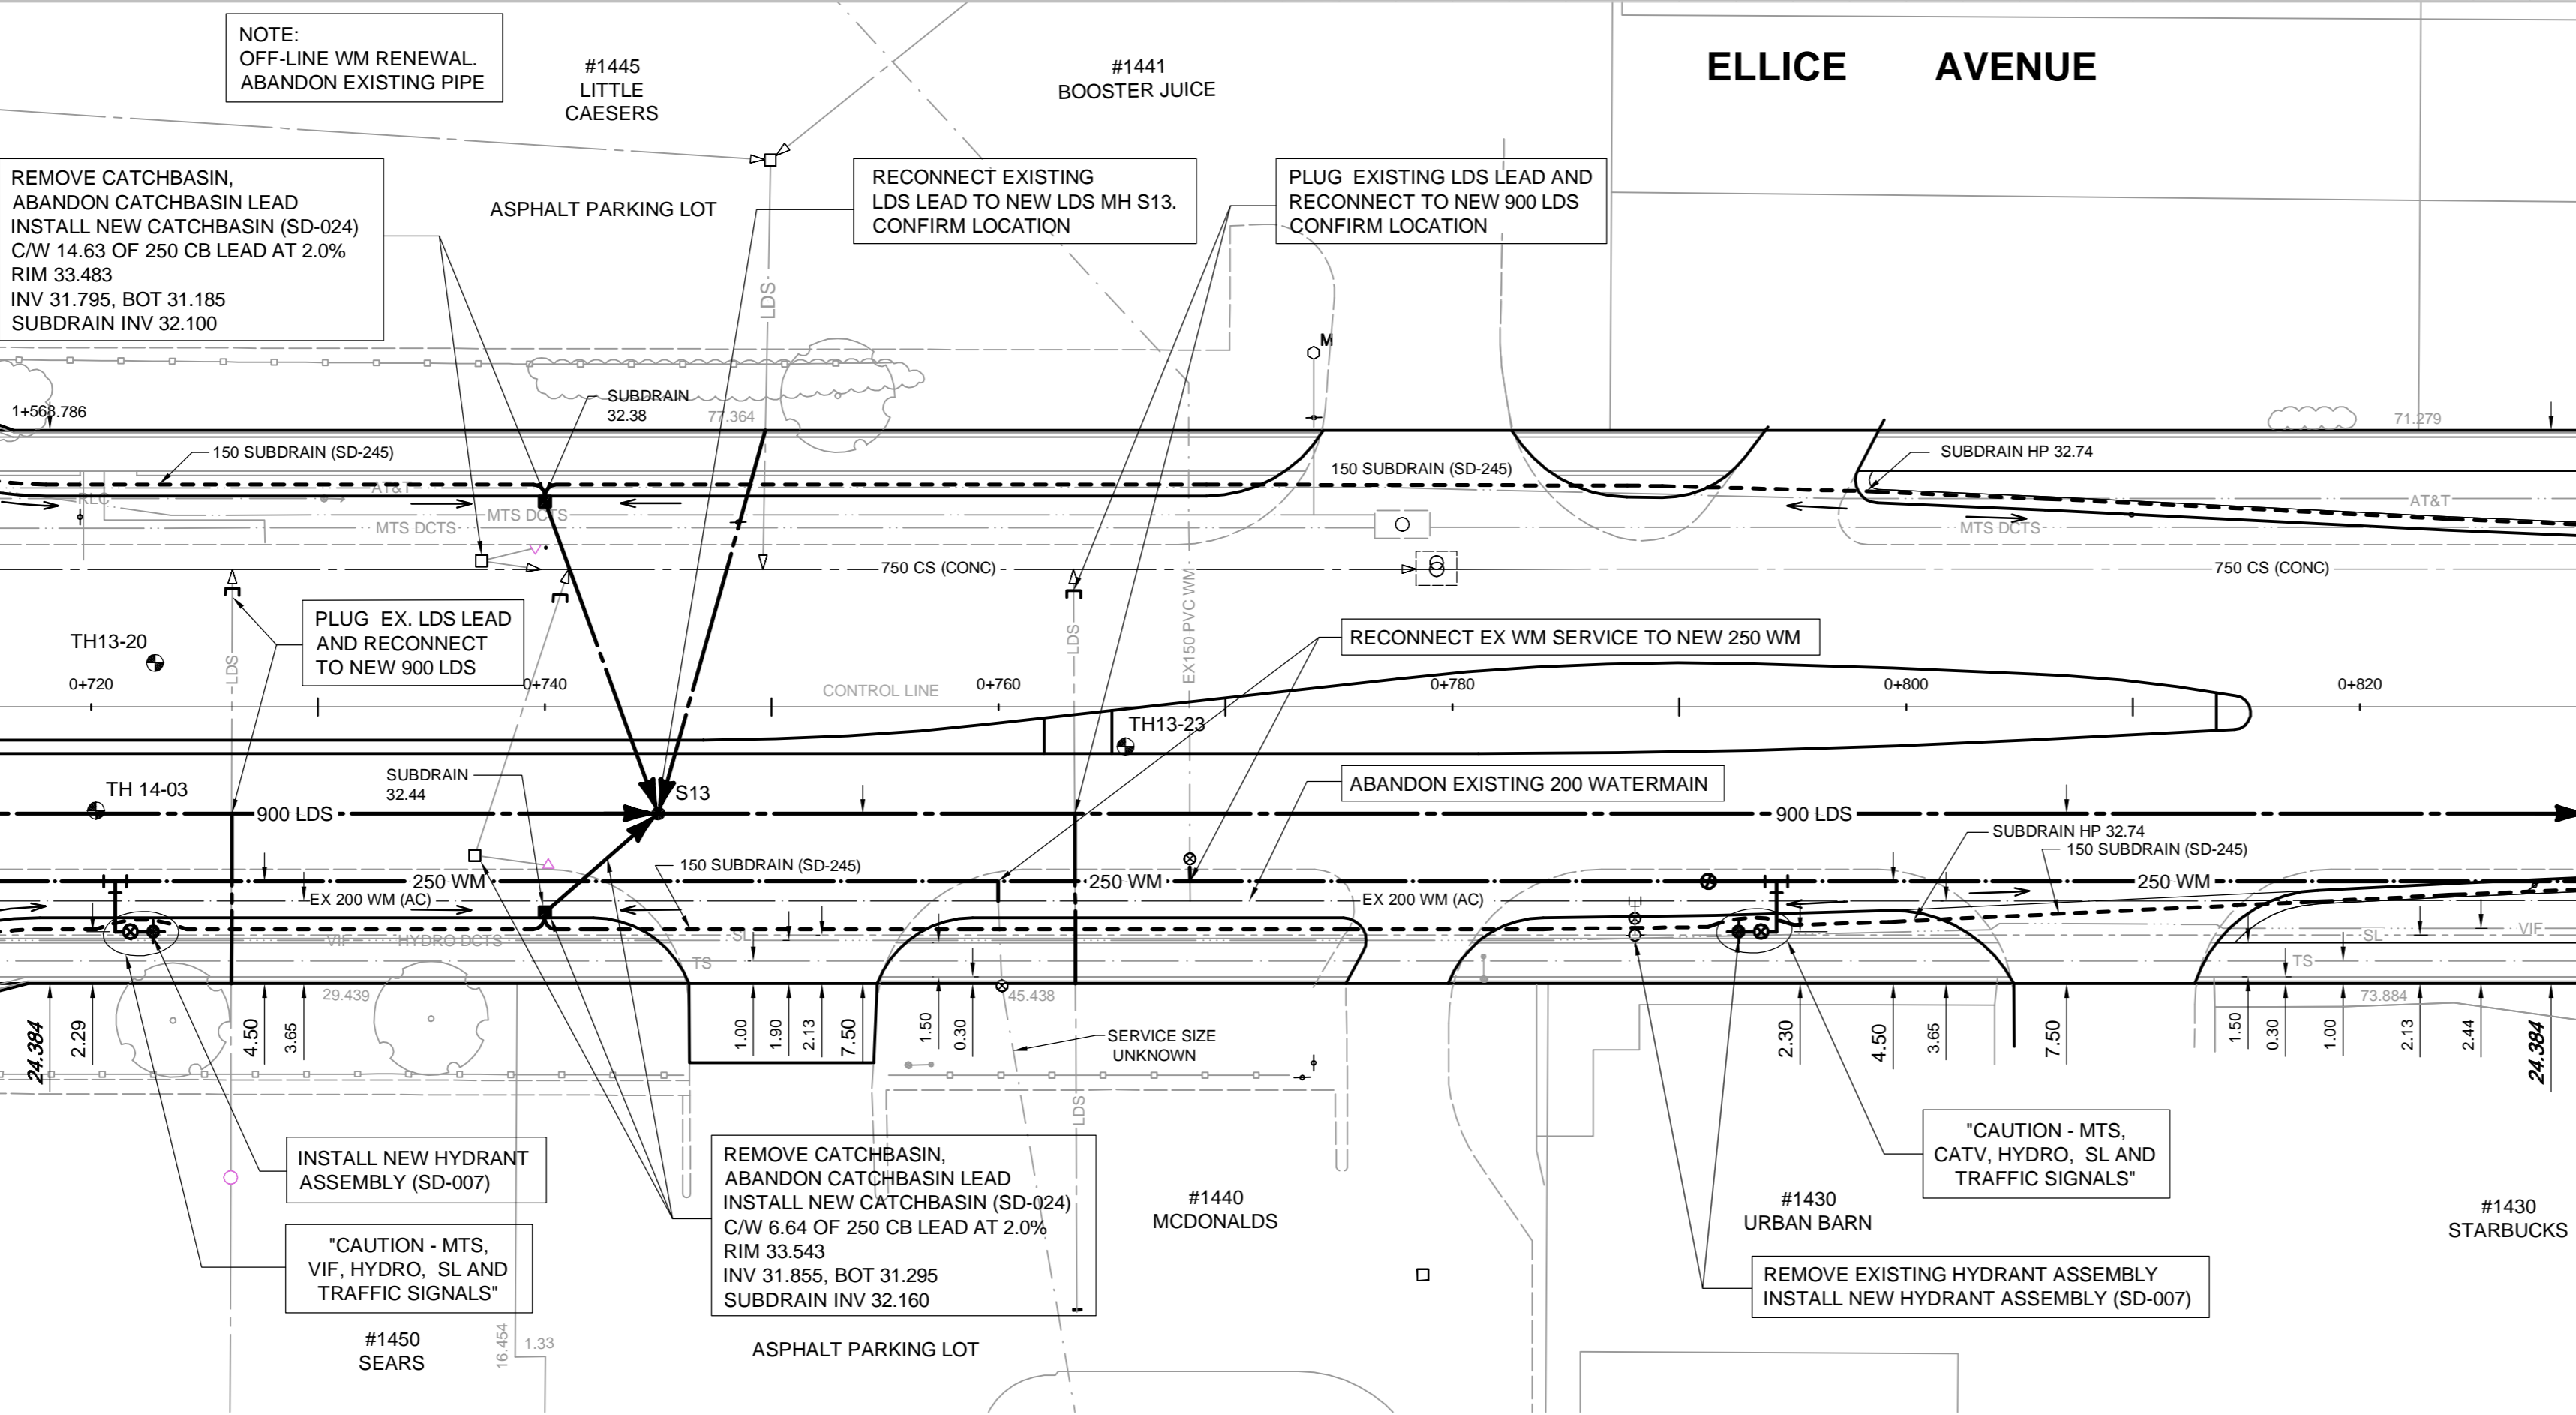 NOTE:
OFF-LINE WM RENEWAL.
ABANDON EXISTING PIPE
#1445
LITTLE
CAESERS
#1441
BOOSTER JUICE
ELLICE AVENUE
REMOVE CATCHBASIN,
ABANDON CATCHBASIN LEAD
INSTALL NEW CATCHBASIN (SD-024)
C/W 14.63 OF 250 CB LEAD AT 2.0%
RIM 33.483
INV 31.795, BOT 31.185
SUBDRAIN INV 32.100
ASPHALT PARKING LOT
RECONNECT EXISTING
LDS LEAD TO NEW LDS MH S13.
CONFIRM LOCATION
PLUG EXISTING LDS LEAD AND
RECONNECT TO NEW 900 LDS
CONFIRM LOCATION
LDS
M
1+568.786
SUBDRAIN
32.38
77.364
71.279
150 SUBDRAIN (SD-245)
150 SUBDRAIN (SD-245)
SUBDRAIN HP 32.74
RLC
AT&T
AT&T
MTS DCTS
MTS DCTS
MTS DCTS
750 CS (CONC)
750 CS (CONC)
PLUG EX. LDS LEAD
AND RECONNECT
TO NEW 900 LDS
TH13-20
LDS
LDS
EX150 PVC WM
RECONNECT EX WM SERVICE TO NEW 250 WM
0+720
0+740
CONTROL LINE
0+760
0+780
0+800
0+820
TH13-23
SUBDRAIN
32.44
TH 14-03
S13
ABANDON EXISTING 200 WATERMAIN
900 LDS
900 LDS
SUBDRAIN HP 32.74
150 SUBDRAIN (SD-245)
150 SUBDRAIN (SD-245)
250 WM
250 WM
250 WM
EX 200 WM (AC)
EX 200 WM (AC)
VIF
HYDRO DCTS
SL
SL
VIF
TS
TS
29.439
45.438
73.884
24.384
2.29
4.50
3.65
1.00
1.90
2.13
7.50
1.50
0.30
SERVICE SIZE
UNKNOWN
2.30
4.50
3.65
7.50
1.50
0.30
1.00
2.13
2.44
24.384
LDS
INSTALL NEW HYDRANT
ASSEMBLY (SD-007)
"CAUTION - MTS,
VIF, HYDRO, SL AND
TRAFFIC SIGNALS"
REMOVE CATCHBASIN,
ABANDON CATCHBASIN LEAD
INSTALL NEW CATCHBASIN (SD-024)
C/W 6.64 OF 250 CB LEAD AT 2.0%
RIM 33.543
INV 31.855, BOT 31.295
SUBDRAIN INV 32.160
#1440
MCDONALDS
"CAUTION - MTS,
CATV, HYDRO, SL AND
TRAFFIC SIGNALS"
#1430
URBAN BARN
#1430
STARBUCKS
REMOVE EXISTING HYDRANT ASSEMBLY
INSTALL NEW HYDRANT ASSEMBLY (SD-007)
#1450
SEARS
16.454
1.33
ASPHALT PARKING LOT